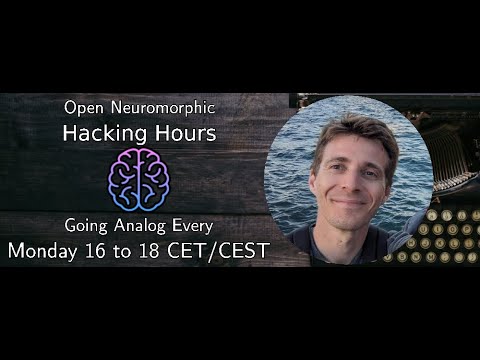 Open Neuromorphic
Hacking Hours
Going Analog Every
Monday 16 to 18 CET/CEST